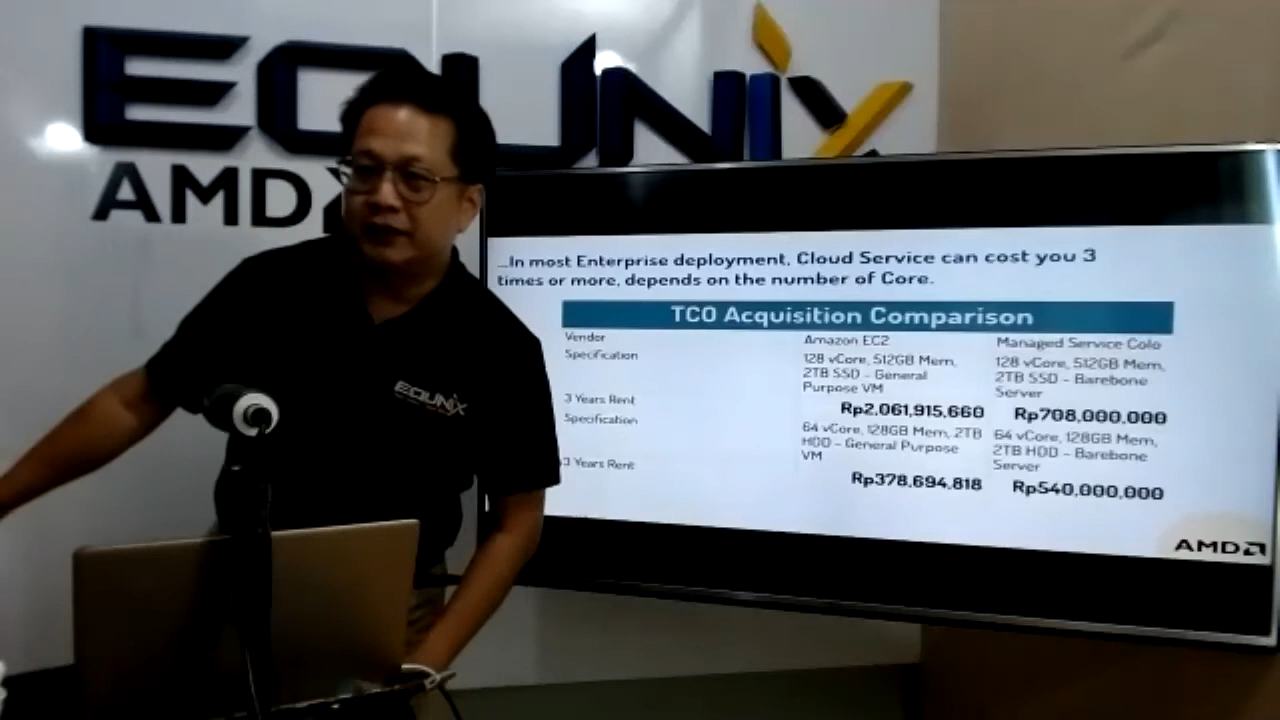 EQUNIX
AMD
EQUNIX
...In most Enterprise deployment, Cloud Service can cost you 3
times or more, depends on the number of Core.
TCO Acquisition Comparison
Vendor Amazon EC2 Managed Service Colo
Specification 128 vCore, 512GB Mem, 128 vCore, 512GB Mem,
2TB SSD - General 2TB SSD - Barebone
Purpose VM Server
3 Years Rent Rp2,061,915,660 Rp708,000,000
Specification 64 vCore, 128GB Mem, 2TB 64 vCore, 128GB Mem,
HDD - General Purpose 2TB HDD - Barebone
VM Server
3 Years Rent Rp378,694,818 Rp540,000,000
AMD